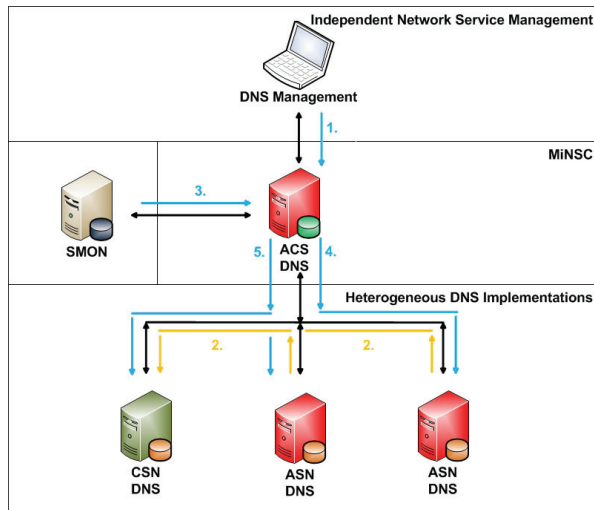 Independent Network Service Management
DNS Management
1.
MiNSC
3.
SMON
ACS
DNS
5.
4.
Heterogeneous DNS Implementations
2.
2.
CSN
DNS
ASN
DNS
ASN
DNS